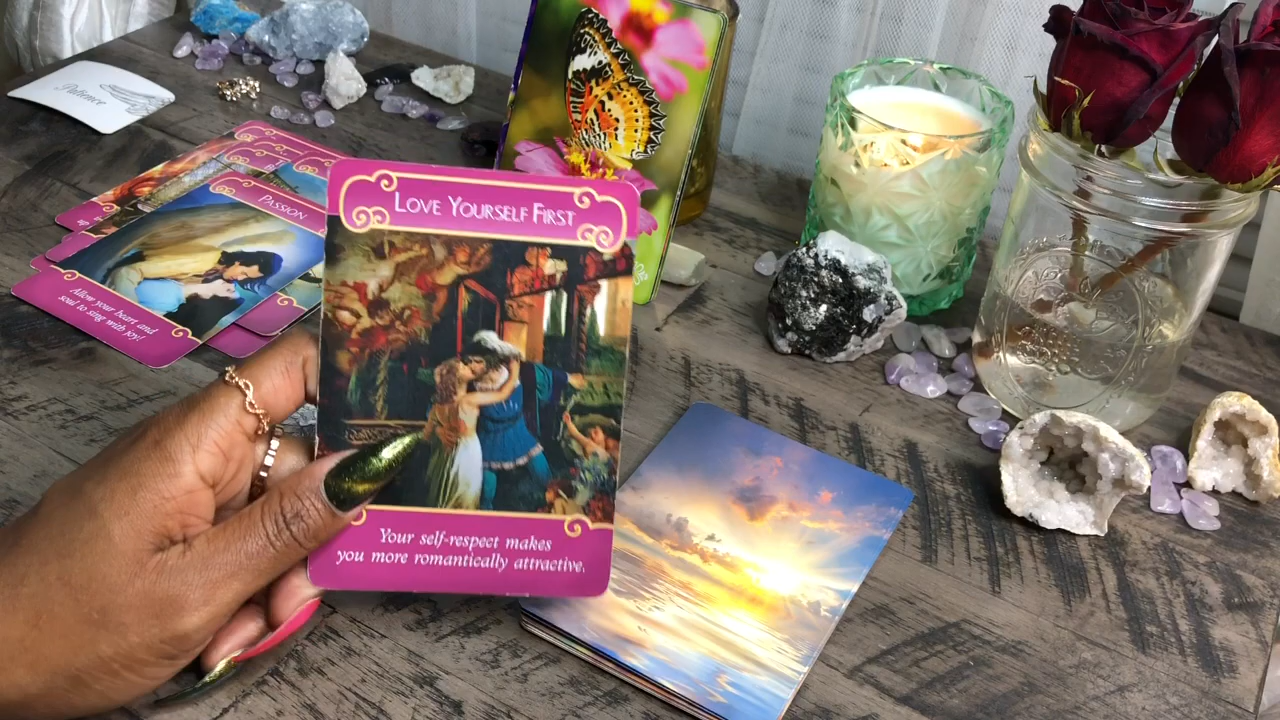 Patience
PASSION
Allow your heart and
soul to sing with joy!
LOVE YOURSELF FIRST
Your self-respect makes
you more romantically attractive.